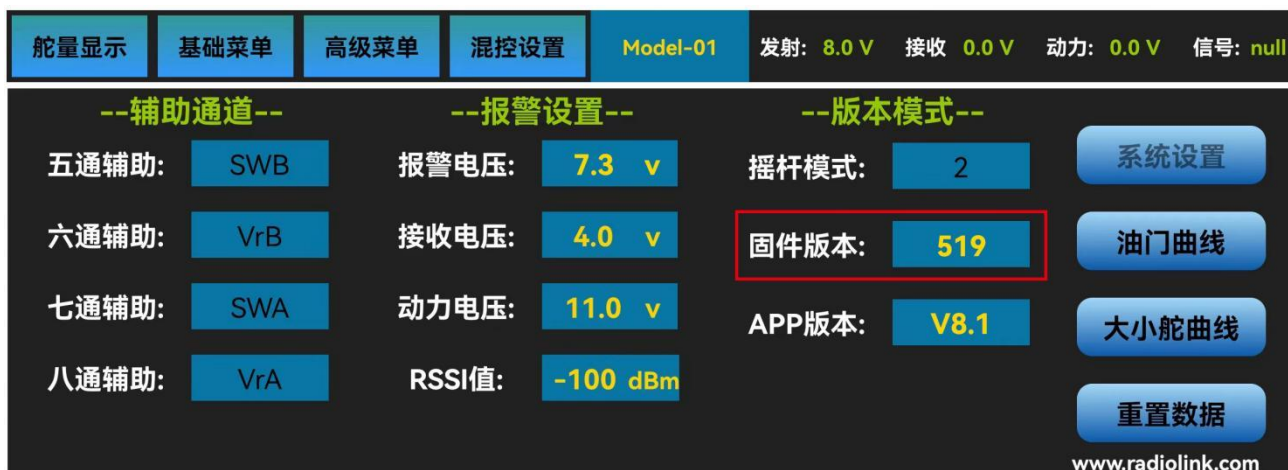 舵量显示 基础菜单 高级菜单 混控设置 Model-01 发射: 8.0 V 接收 0.0 V 动力: 0.0 V 信号: null
--辅助通道-- --报警设置-- --版本模式--
五通辅助: SWB 报警电压: 7.3 v 摇杆模式: 2 系统设置
六通辅助: VrB 接收电压: 4.0 v 固件版本: 519 油门曲线
七通辅助: SWA 动力电压: 11.0 v APP版本: V8.1 大小舵曲线
八通辅助: VrA RSSI值: -100 dBm 重置数据
www.radiolink.com